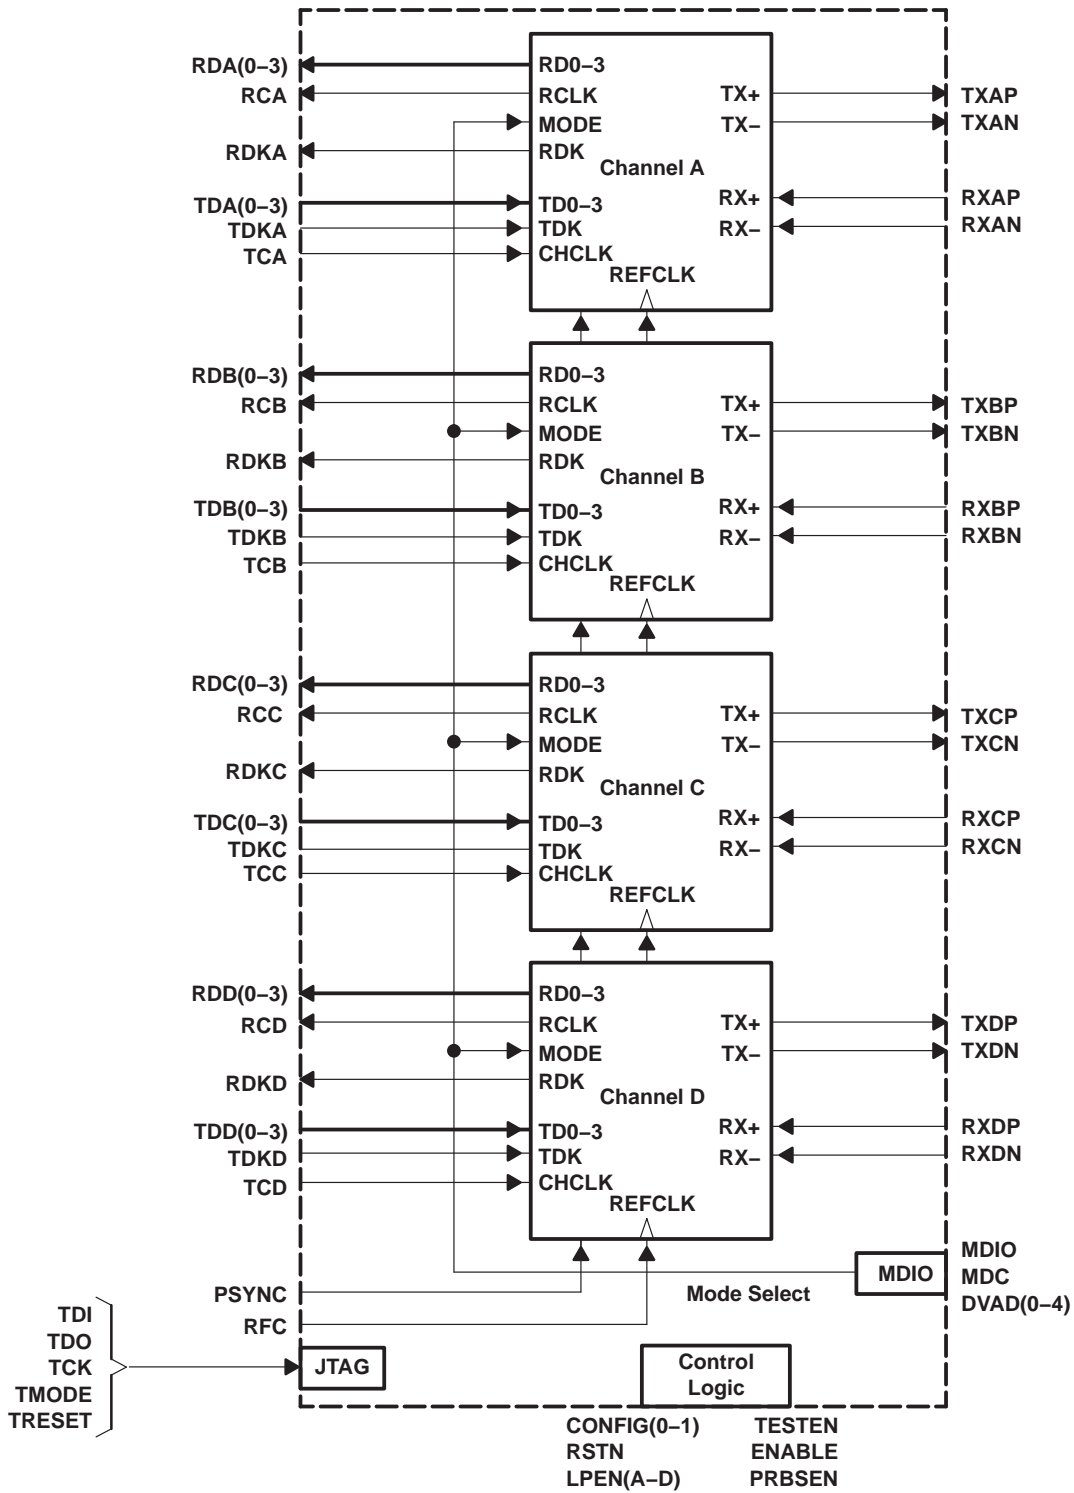 RDA(0–3)
RCA
RDKA
TDA(0–3)
TDKA
TCA
RD0–3
RCLK
MODE
RDK
TD0–3
TDK
CHCLK
Channel A
REFCLK
TX+
TX–
RX+
RX–
TXAP
TXAN
RXAP
RXAN
RDB(0–3)
RCB
RDKB
TDB(0–3)
TDKB
TCB
RD0–3
RCLK
MODE
RDK
TD0–3
TDK
CHCLK
Channel B
REFCLK
TX+
TX–
RX+
RX–
TXBP
TXBN
RXBP
RXBN
RDC(0–3)
RCC
RDKC
TDC(0–3)
TDKC
TCC
RD0–3
RCLK
MODE
RDK
TD0–3
TDK
CHCLK
Channel C
REFCLK
TX+
TX–
RX+
RX–
TXCP
TXCN
RXCP
RXCN
RDD(0–3)
RCD
RDKD
TDD(0–3)
TDKD
TCD
RD0–3
RCLK
MODE
RDK
TD0–3
TDK
CHCLK
Channel D
REFCLK
TX+
TX–
RX+
RX–
TXDP
TXDN
RXDP
RXDN
PSYNC
RFC
Mode Select
MDIO
MDIO
MDC
DVAD(0–4)
TDI
TDO
TCK
TMODE
TRESET
JTAG
Control
Logic
CONFIG(0–1)
RSTN
LPEN(A–D)
TESTEN
ENABLE
PRBSEN